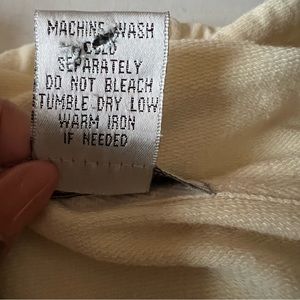 MACHINE WASH
COLD
SEPARATELY
DO NOT BLEACH
TUMBLE DRY LOW
WARM IRON
IF NEEDED